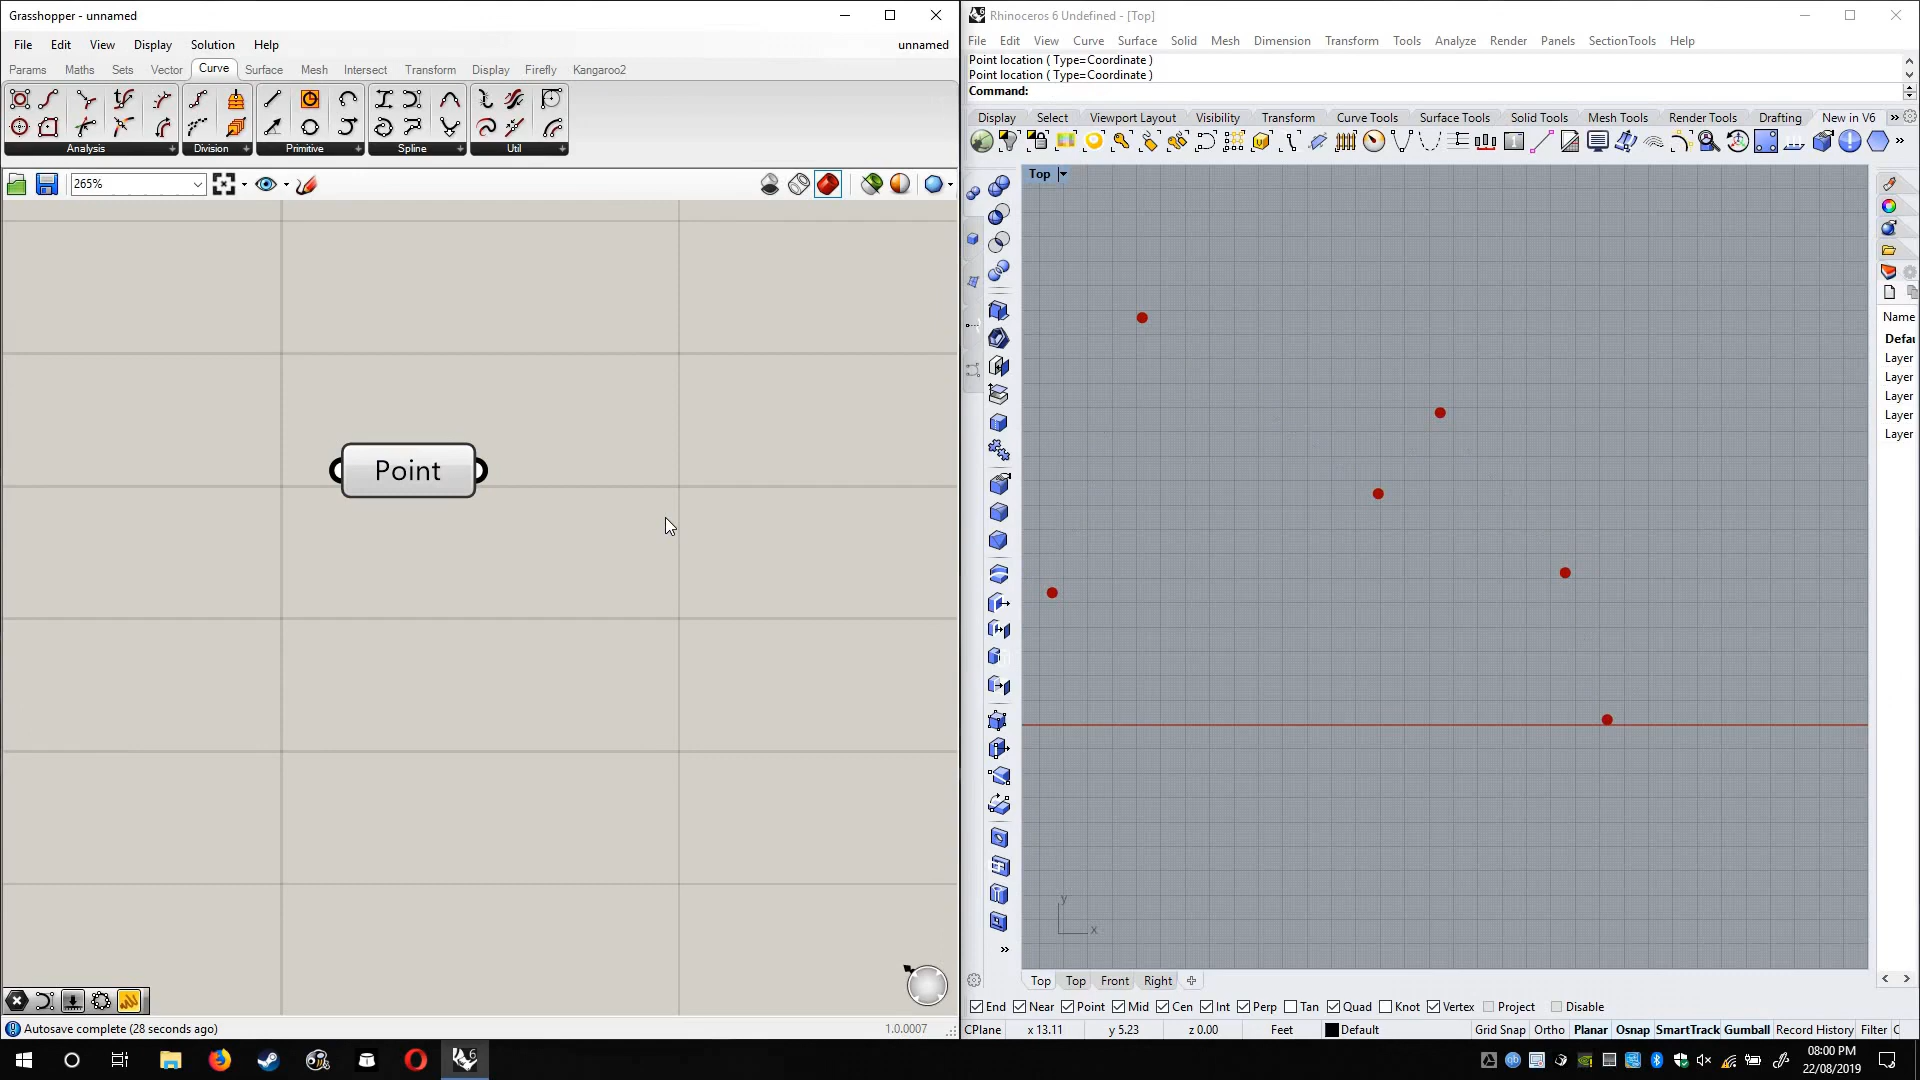 Grasshopper - unnamed
File Edit View Display Solution Help
unnamed
Params Maths Sets Vector Curve Surface Mesh Intersect Transform Display Firefly Kangaroo2
Analysis Division Primitive Spline Util
265%
Point
Autosave complete (28 seconds ago)
1.0.0007
Rhinoceros 6 Undefined - [Top]
File Edit View Curve Surface Solid Mesh Dimension Transform Tools Analyze Render Panels SectionTools Help
Point location ( Type=Coordinate )
Point location ( Type=Coordinate )
Command:
Display Select Viewport Layout Visibility Transform Curve Tools Surface Tools Solid Tools Mesh Tools Render Tools Drafting New in V6
Top
Name
Defau
Layer
Layer
Layer
Layer
Layer
y
x
Top Top Front Right
End Near Point Mid Cen Int Perp Tan Quad Knot Vertex Project Disable
CPlane x 13.11 y 5.23 z 0.00 Feet Default Grid Snap Ortho Planar Osnap SmartTrack Gumball Record History Filter C
08:00 PM
22/08/2019